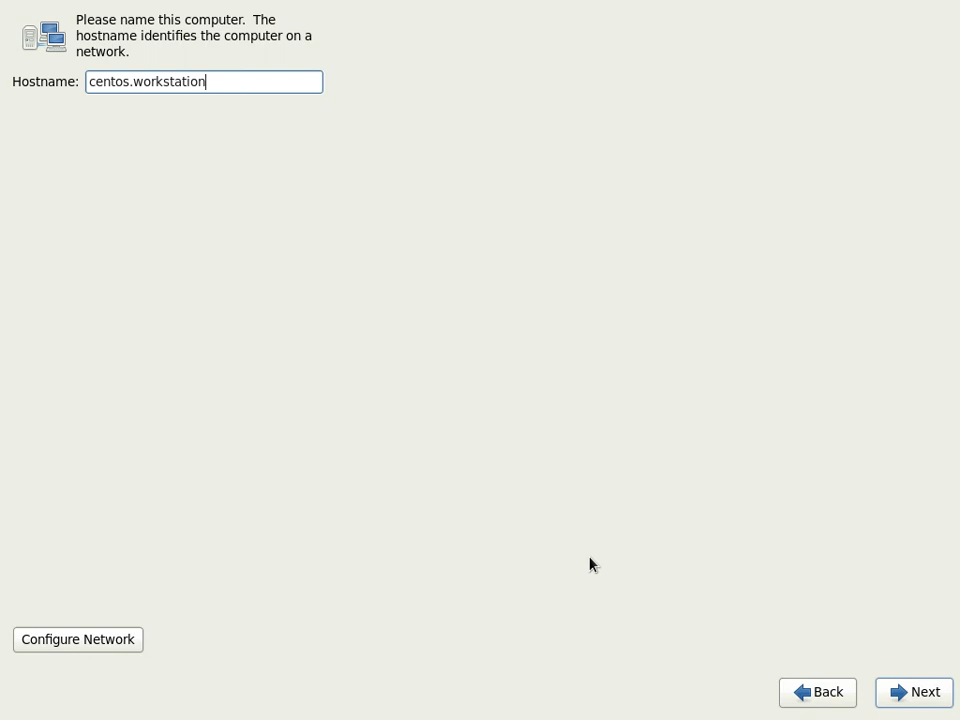 Please name this computer.  The
hostname identifies the computer on a
network.
Hostname: centos.workstation
Configure Network
Back
Next